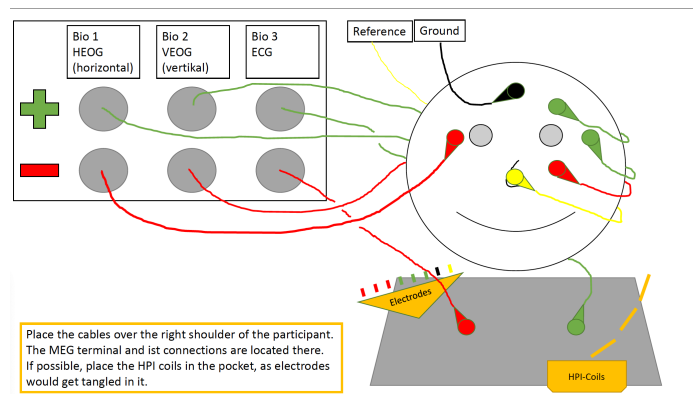 Bio 1
HEOG
(horizontal)
Bio 2
VEOG
(vertikal)
Bio 3
ECG
Reference
Ground
Electrodes
Place the cables over the right shoulder of the participant.
The MEG terminal and ist connections are located there.
If possible, place the HPI coils in the pocket, as electrodes
would get tangled in it.
HPI-Coils